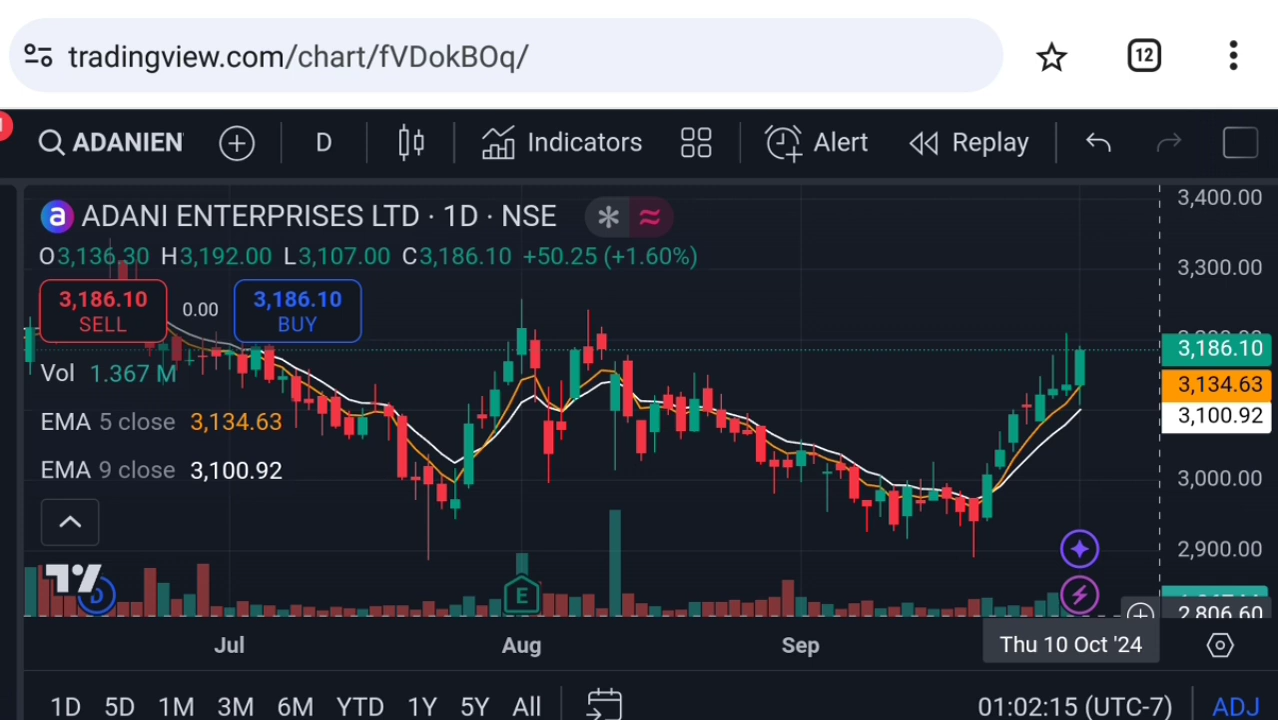 tradingview.com/chart/fVDokBOq/ 12
ADANIEN D Indicators Alert Replay
ADANI ENTERPRISES LTD · 1D · NSE
O3,136.30 H3,192.00 L3,107.00 C3,186.10 +50.25 (+1.60%)
3,186.10 SELL
0.00
3,186.10 BUY
Vol 1.367 M
EMA 5 close 3,134.63
EMA 9 close 3,100.92
3,400.00
3,300.00
3,186.10
3,134.63
3,100.92
3,000.00
2,900.00
2,806.60
D
E
Jul Aug Sep Thu 10 Oct '24
1D 5D 1M 3M 6M YTD 1Y 5Y All 01:02:15 (UTC-7) ADJ